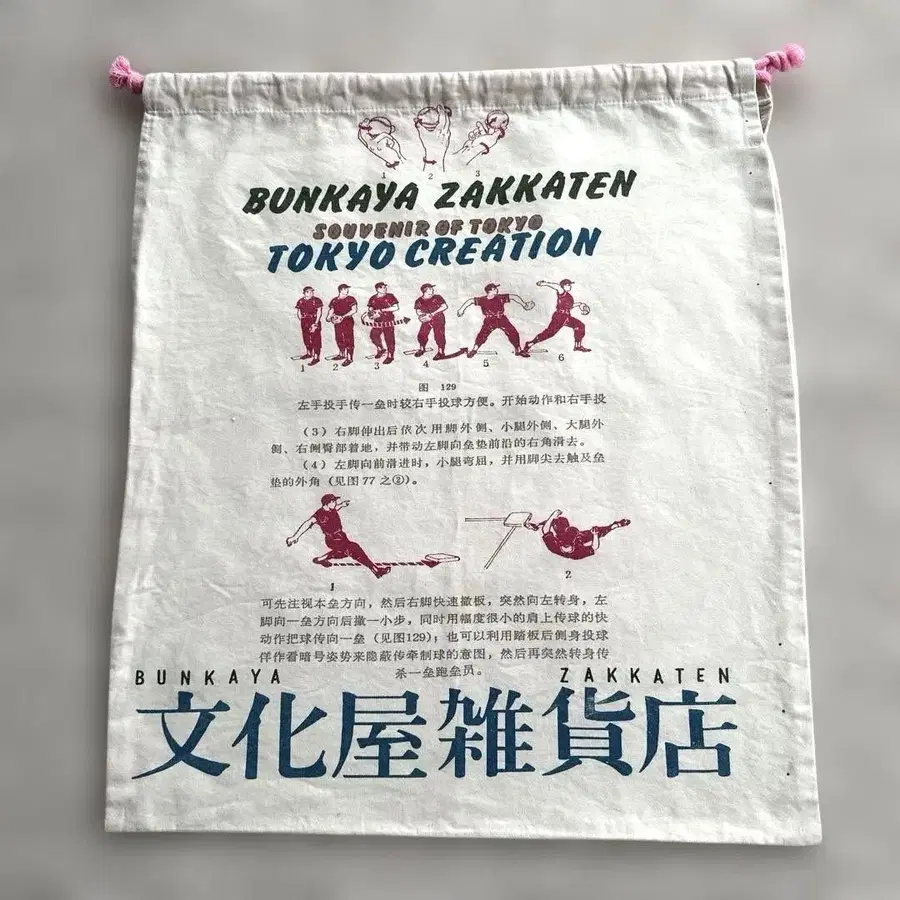 1 2 3
BUNKAYA ZAKKATEN
SOUVENIR OF TOKYO
TOKYO CREATION
1 2 3 4 5 6
图 129
左手投手传一垒时较右手投球方便。开始动作和右手投
（3）右脚伸出后依次用脚外侧、小腿外侧、大腿外
侧、右侧臀部着地，并带动左脚向垒垫前沿的右角滑去。
（4）左脚向前滑进时，小腿弯屈，并用脚尖去触及垒
垫的外角（见图 77 之②）。
1 2
可先注视本垒方向，然后右脚快速撤板，突然向左转身，左
脚向一垒方向后撤一小步，同时用幅度很小的肩上传球的快
动作把球传向一垒（见图129）；也可以利用踏板后侧身投球
佯作看暗号姿势来隐蔽传牵制球的意图，然后再突然转身传
杀一垒跑垒员。
BUNKAYA ZAKKATEN
文化屋雑貨店